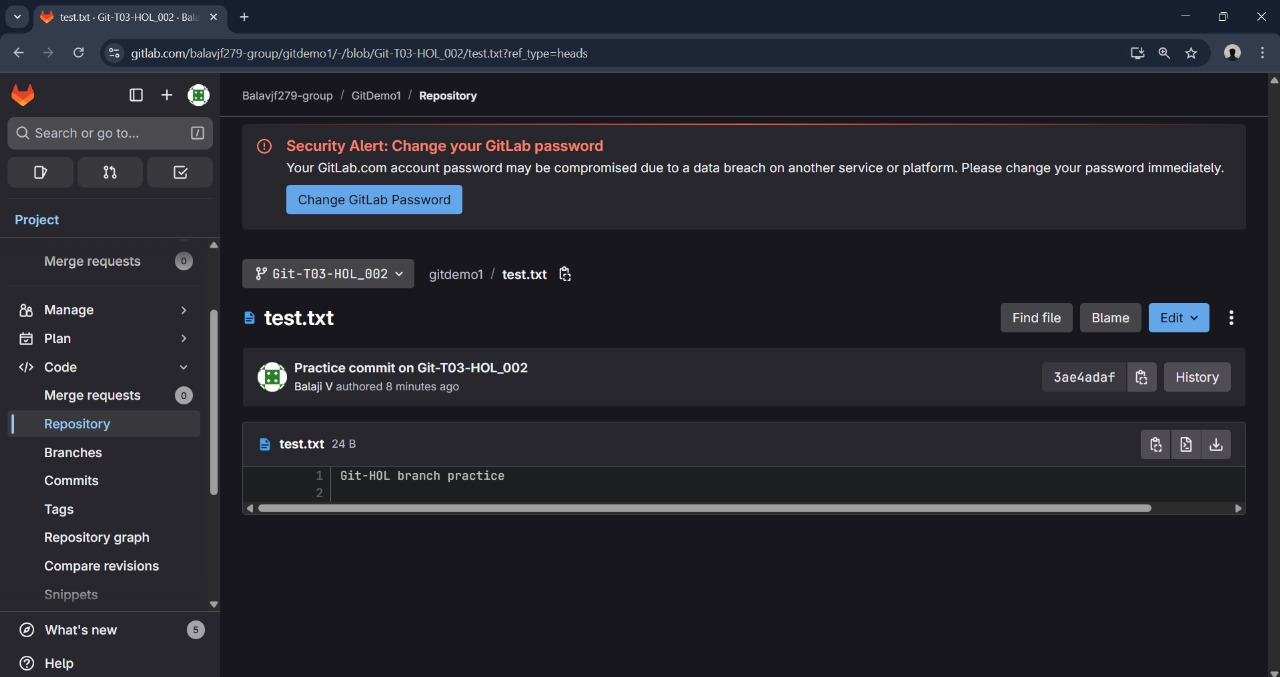 test.txt · Git-T03-HOL_002 · Bala
gitlab.com/balavjf279-group/gitdemo1/-/blob/Git-T03-HOL_002/test.txt?ref_type=heads
Search or go to... /
Project
Merge requests 0
Manage
Plan
Code
Merge requests 0
Repository
Branches
Commits
Tags
Repository graph
Compare revisions
Snippets
What's new 5
Help
Balavjf279-group / GitDemo1 / Repository
Security Alert: Change your GitLab password
Your GitLab.com account password may be compromised due to a data breach on another service or platform. Please change your password immediately.
Change GitLab Password
Git-T03-HOL_002 gitdemo1 / test.txt
test.txt Find file Blame Edit
Practice commit on Git-T03-HOL_002
Balaji V authored 8 minutes ago
3ae4adaf History
test.txt 24 B
1 Git-HOL branch practice
2